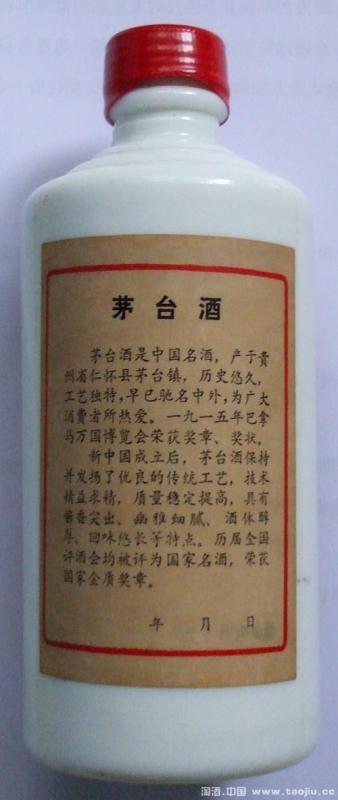 茅台酒
茅台酒是中国名酒，产于贵
州省仁怀县茅台镇，历史悠久，
工艺独特，早已驰名中外，为广大
消费者所热爱。一九一五年巴拿
马万国博览会荣获奖章、奖状。
新中国成立后，茅台酒保持
并发扬了优良的传统工艺，技术
精益求精，质量稳定提高，具有
酱香突出、幽雅细腻、酒体醇
厚、回味悠长等特点。历届全国
评酒会均被评为国家名酒，荣获
国家金质奖章。
年 月 日
淘酒.中国 www.taojiu.cc